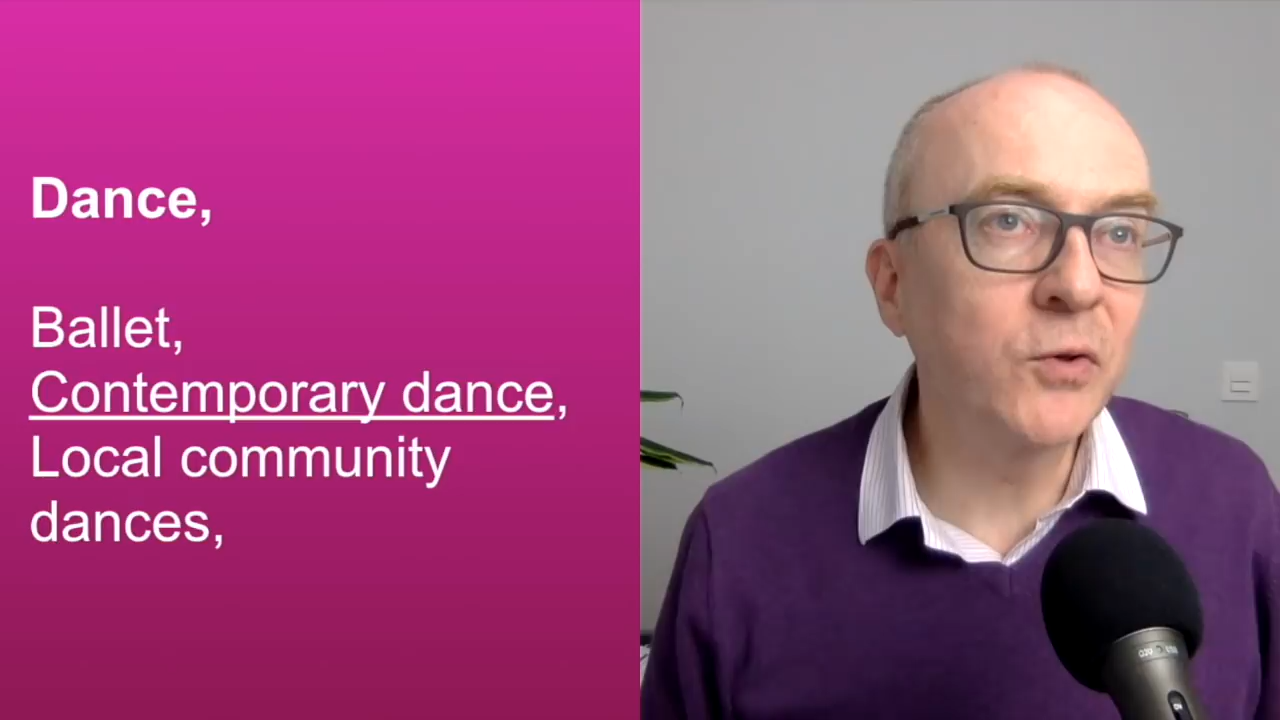 Dance,
Ballet,
Contemporary dance,
Local community
dances,